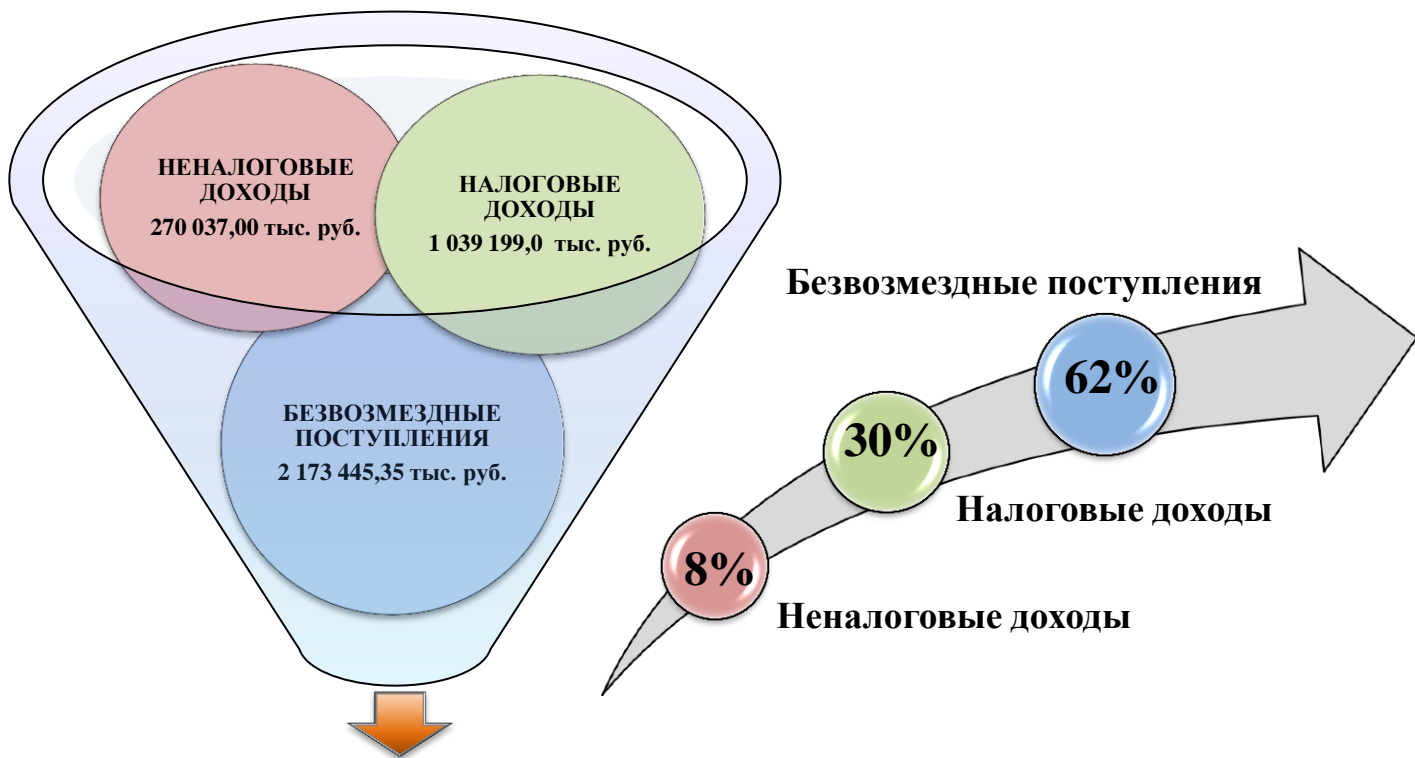 НЕНАЛОГОВЫЕ
ДОХОДЫ
270 037,00 тыс. руб.
НАЛОГОВЫЕ
ДОХОДЫ
1 039 199,0 тыс. руб.
БЕЗВОЗМЕЗДНЫЕ
ПОСТУПЛЕНИЯ
2 173 445,35 тыс. руб.
Безвозмездные поступления
62%
30%
Налоговые доходы
8%
Неналоговые доходы